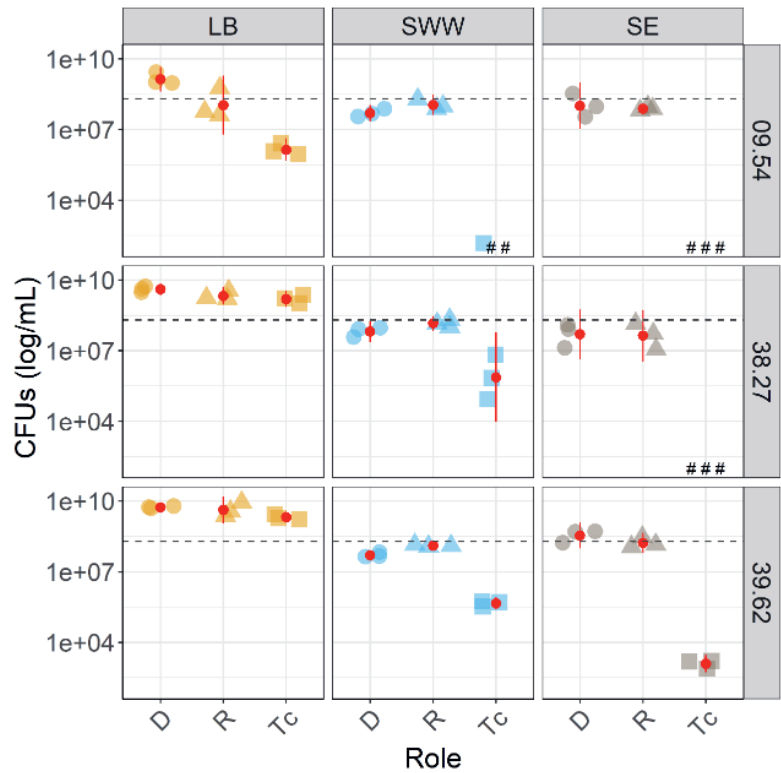 LB SWW SE
1e+10
1e+07
1e+04
09.54
# # # # #
1e+10
1e+07
1e+04
38.27
# # #
1e+10
1e+07
1e+04
39.62
CFUs (log/mL)
D R Tc D R Tc D R Tc
Role